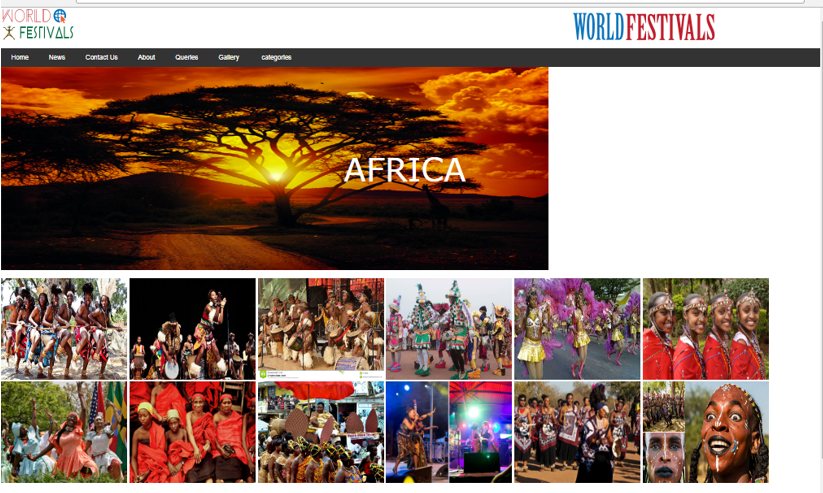 WORLD
FESTIVALS
WORLDFESTIVALS
Home News Contact Us About Queries Gallery categories
AFRICA